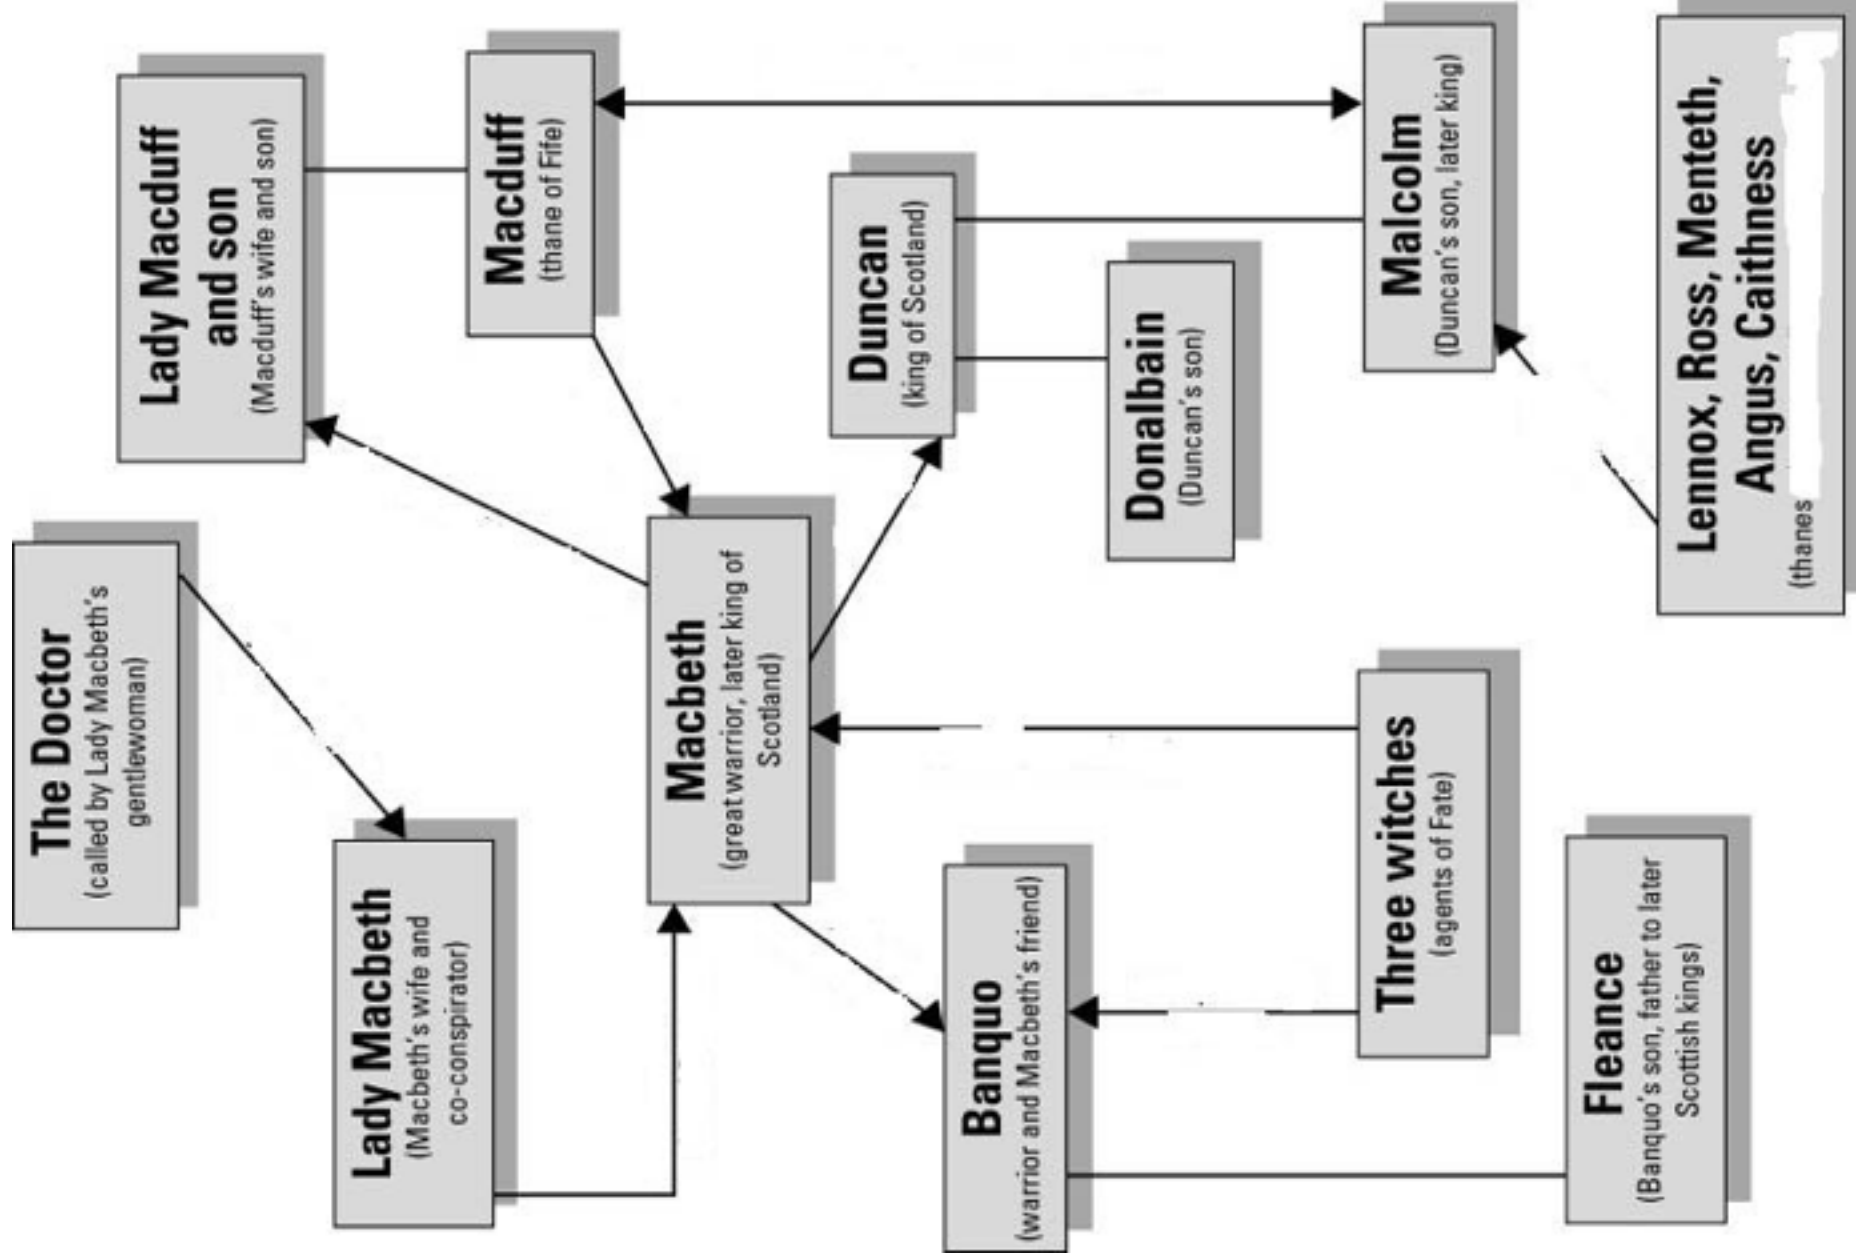 The Doctor
(called by Lady Macbeth's
gentlewoman)
Lady Macduff
and son
(Macduff's wife and son)
Lady Macbeth
(Macbeth's wife and
co-conspirator)
Macduff
(thane of Fife)
Macbeth
(great warrior, later king of
Scotland)
Duncan
(king of Scotland)
Banquo
(warrior and Macbeth's friend)
Donalbain
(Duncan's son)
Three witches
(agents of Fate)
Malcolm
(Duncan's son, later king)
Fleance
(Banquo's son, father to later
Scottish kings)
Lennox, Ross, Menteth,
Angus, Caithness
(thanes